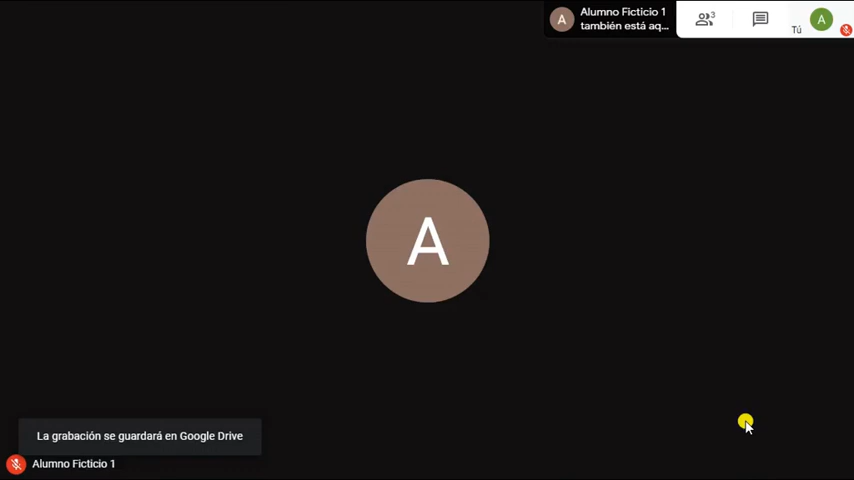 A
Alumno Ficticio 1
también está aq...
3
Tú
A
A
La grabación se guardará en Google Drive
Alumno Ficticio 1